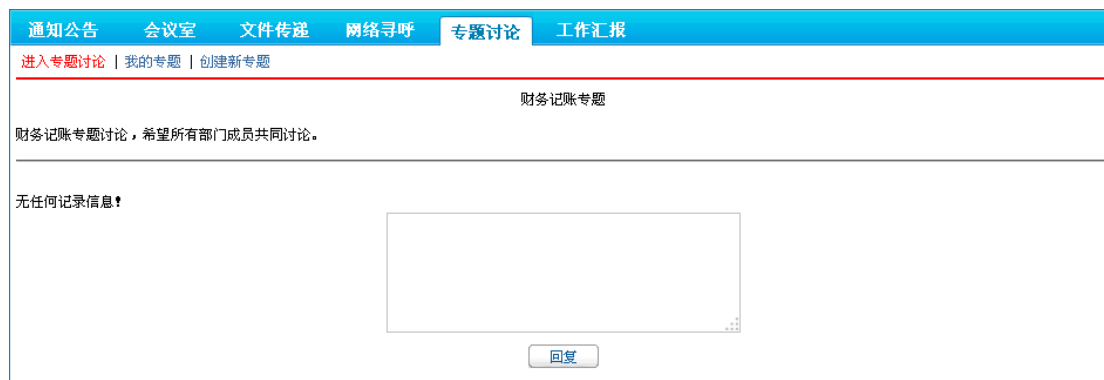 通知公告 会议室 文件传递 网络寻呼 专题讨论 工作汇报
进入专题讨论 | 我的专题 | 创建新专题
财务记账专题
财务记账专题讨论，希望所有部门成员共同讨论。
无任何记录信息！
回复